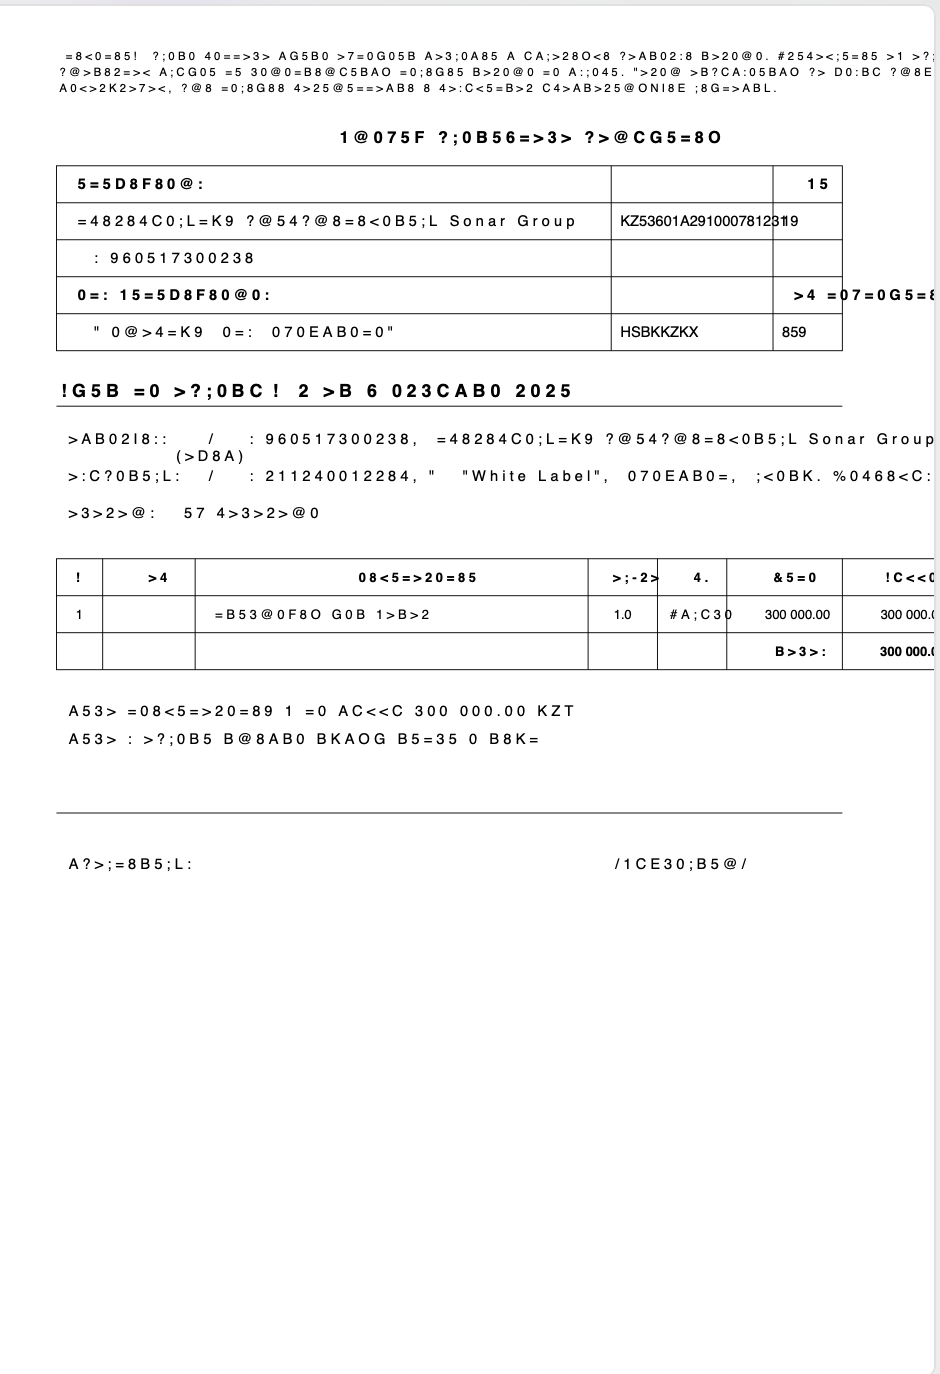 =8<0=85! ?;0B0 40==>3> AG5B0 >7=0G05B A>3;0A85 A CA;>28O<8 ?>AB02:8 B>20@0. #254><;5=85 >1 >?;
?@>B82=>< A;CG05 =5 30@0=B8@C5BAO =0;8G85 B>20@0 =0 A:;045. ">20@ >B?CA:05BAO ?> D0:BC ?@8E
A0<>2K2>7><, ?@8 =0;8G88 4>25@5==>AB8 8 4>:C<5=B>2 C4>AB>25@ONI8E ;8G=>ABL.
1@075F ?;0B56=>3> ?>@CG5=8O
5=5D8F80@: 15
=48284C0;L=K9 ?@54?@8=8<0B5;L Sonar Group KZ53601A291000781231 19
: 960517300238
0=: 15=5D8F80@0: >4 =07=0G5=8
" 0@>4=K9 0=: 070EAB0=0" HSBKKZKX 859
!G5B =0 >?;0BC ! 2 >B 6 023CAB0 2025
>AB02I8:: / : 960517300238, =48284C0;L=K9 ?@54?@8=8<0B5;L Sonar Group
(>D8A)
>:C?0B5;L: / : 211240012284, " "White Label", 070EAB0=, ;<0BK. %0468<C:
>3>2>@: 57 4>3>2>@0
! >4 08<5=>20=85 >;-2> 4. &5=0 !C<<0
1 =B53@0F8O G0B 1>B>2 1.0 #A;C30 300 000.00 300 000.0
B>3>: 300 000.0
A53> =08<5=>20=89 1 =0 AC<<C 300 000.00 KZT
A53> : >?;0B5 B@8AB0 BKAOG B5=35 0 B8K=
A?>;=8B5;L: /1CE30;B5@/